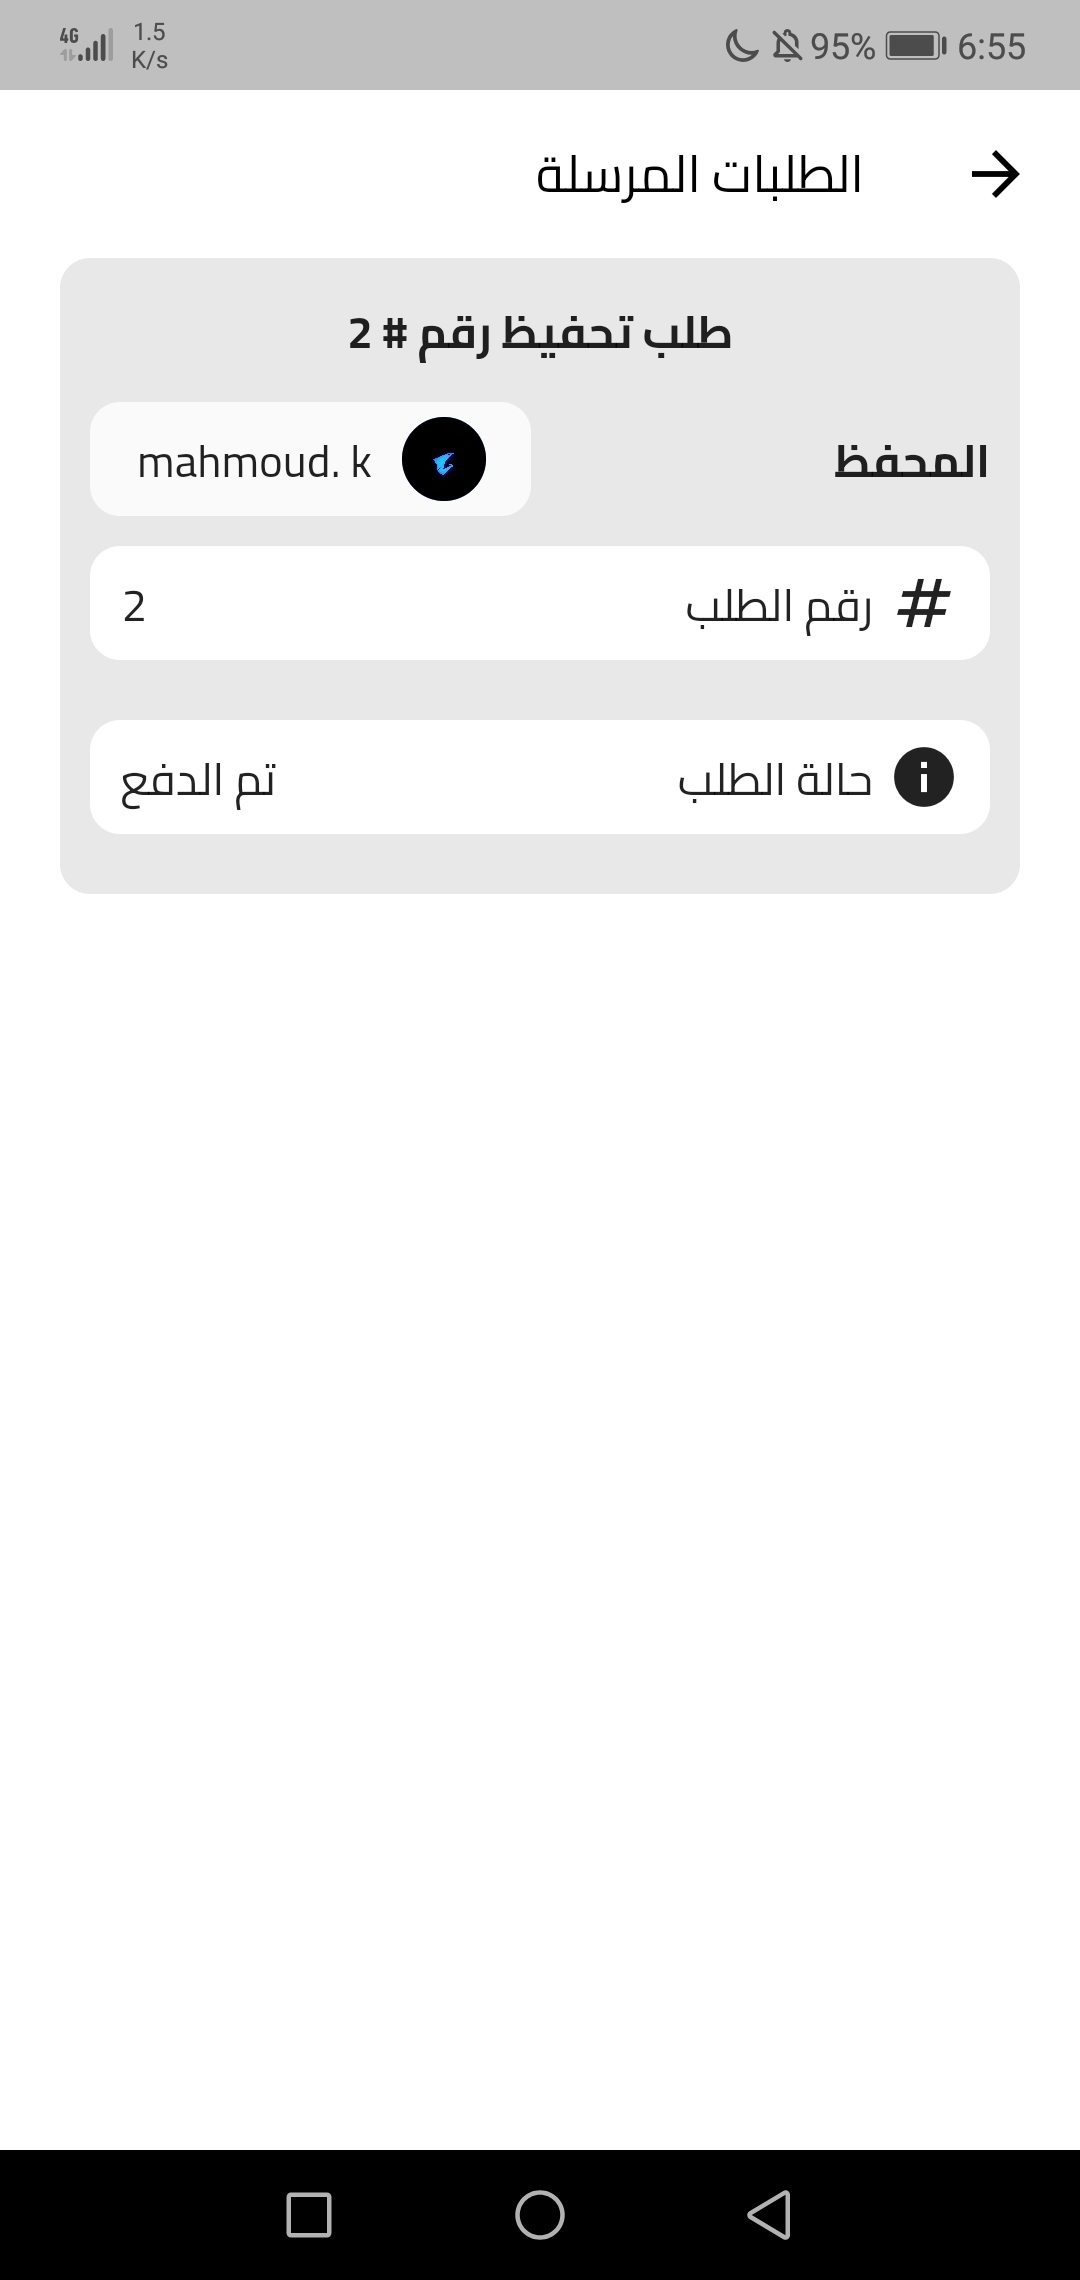 4G 1.5 K/s 95% 6:55
الطلبات المرسلة
طلب تحفيظ رقم # 2
المحفظ mahmoud. k
# رقم الطلب 2
حالة الطلب تم الدفع